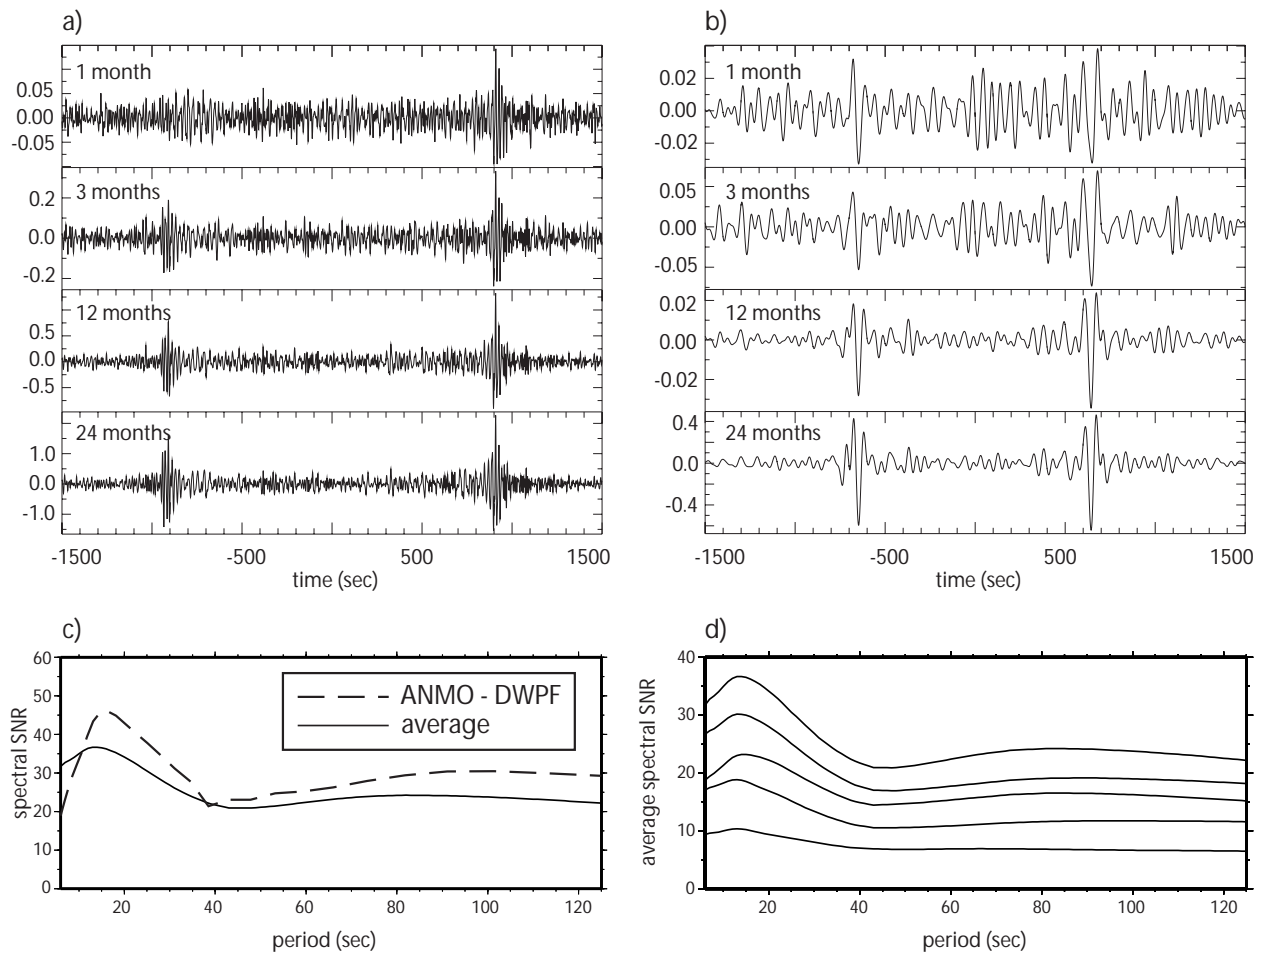 a)
1 month
0.05
0.00
-0.05
3 months
0.2
0.0
-0.2
12 months
0.5
0.0
-0.5
24 months
1.0
0.0
-1.0
-1500 -500 500 1500
time (sec)
b)
1 month
0.02
0.00
-0.02
3 months
0.05
0.00
-0.05
12 months
0.02
0.00
-0.02
24 months
0.4
0.0
-0.4
-1500 -500 500 1500
time (sec)
c)
60
50
40
30
20
10
0
spectral SNR
ANMO - DWPF
average
20 40 60 80 100 120
period (sec)
d)
40
30
20
10
0
average spectral SNR
20 40 60 80 100 120
period (sec)